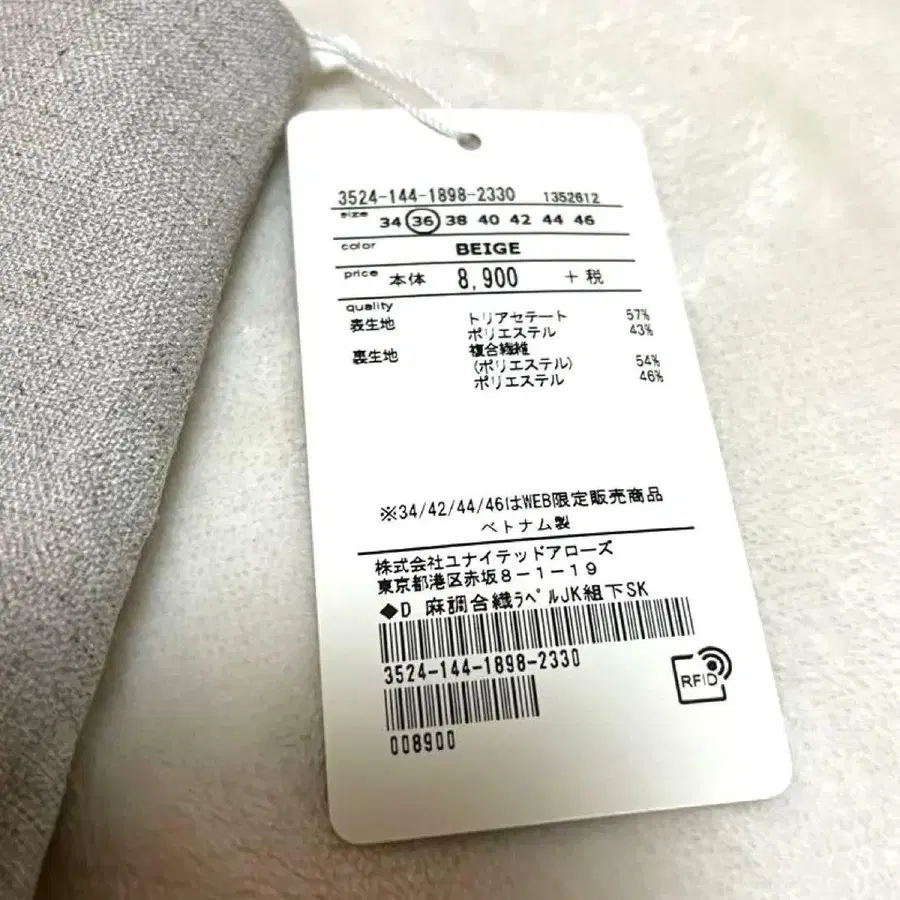 3524-144-1898-2330 1352612
size 34 36 38 40 42 44 46
color BEIGE
price 本体 8,900 +税
quality
表生地 トリアセテート 57%
ポリエステル 43%
裏生地 複合繊維
(ポリエステル) 54%
ポリエステル 46%
※34/42/44/46はWEB限定販売商品
ベトナム製
株式会社ユナイテッドアローズ
東京都港区赤坂8-1-19
◆D 麻調合繊ラペルJK組下SK
3524-144-1898-2330
RFID
008900